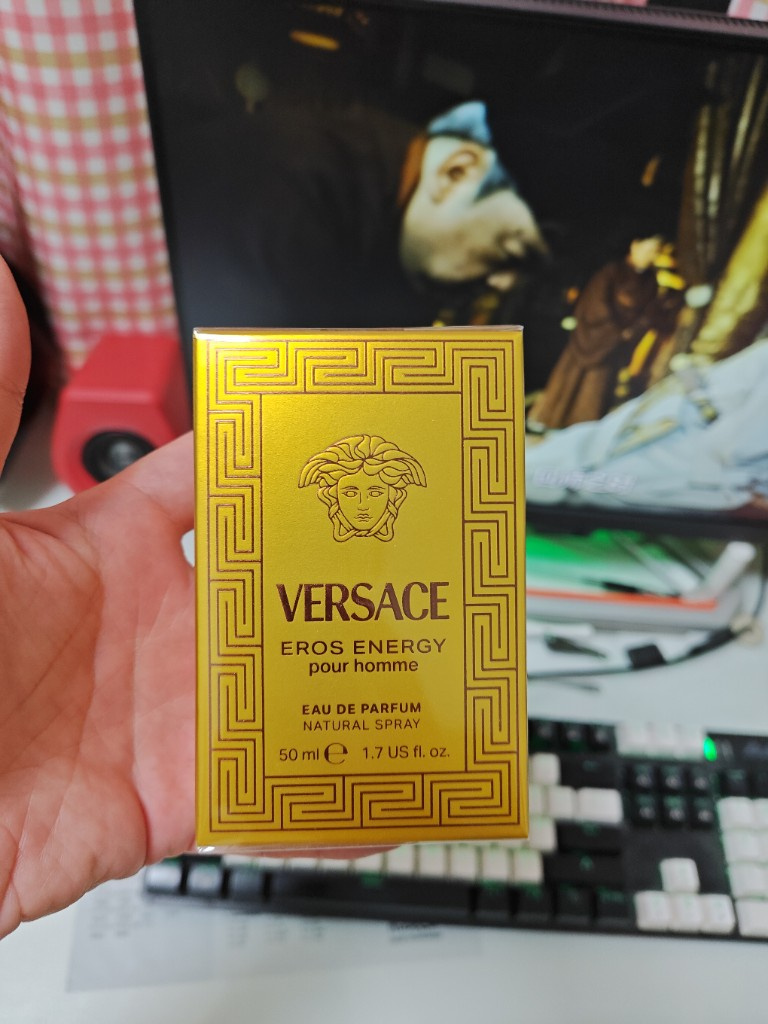 VERSACE
EROS ENERGY
pour homme
EAU DE PARFUM
NATURAL SPRAY
50 ml ℮ 1.7 US fl. oz.